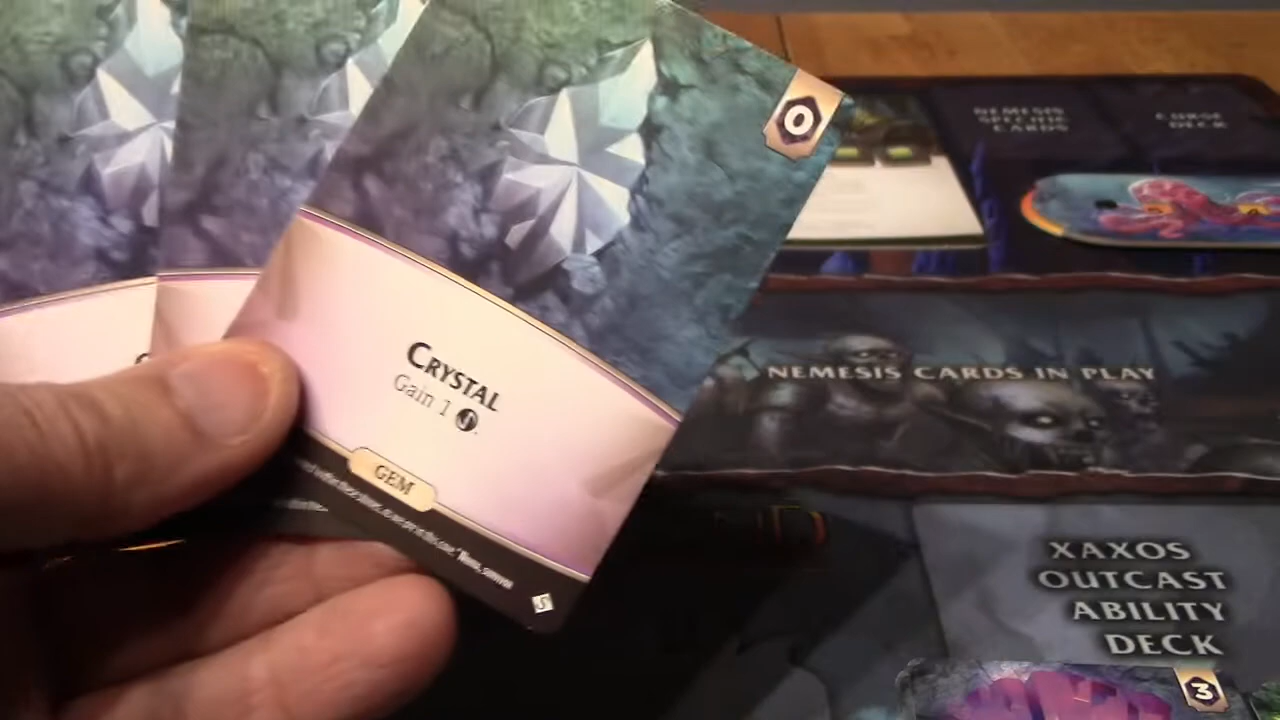 0
NEMESIS
SPECIFIC
CARDS
CURSE
DECK
CRYSTAL
Gain 1
GEM
S
NEMESIS CARDS IN PLAY
XAXOS
OUTCAST
ABILITY
DECK
3